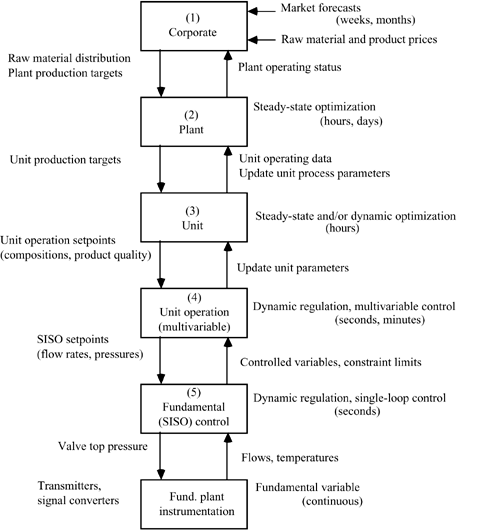 (1)
Corporate
Market forecasts
(weeks, months)
Raw material and product prices
Raw material distribution
Plant production targets
Plant operating status
(2)
Plant
Steady-state optimization
(hours, days)
Unit production targets
Unit operating data
Update unit process parameters
(3)
Unit
Steady-state and/or dynamic optimization
(hours)
Unit operation setpoints
(compositions, product quality)
Update unit parameters
(4)
Unit operation
(multivariable)
Dynamic regulation, multivariable control
(seconds, minutes)
SISO setpoints
(flow rates, pressures)
Controlled variables, constraint limits
(5)
Fundamental
(SISO) control
Dynamic regulation, single-loop control
(seconds)
Valve top pressure
Flows, temperatures
Transmitters,
signal converters
Fund. plant
instrumentation
Fundamental variable
(continuous)